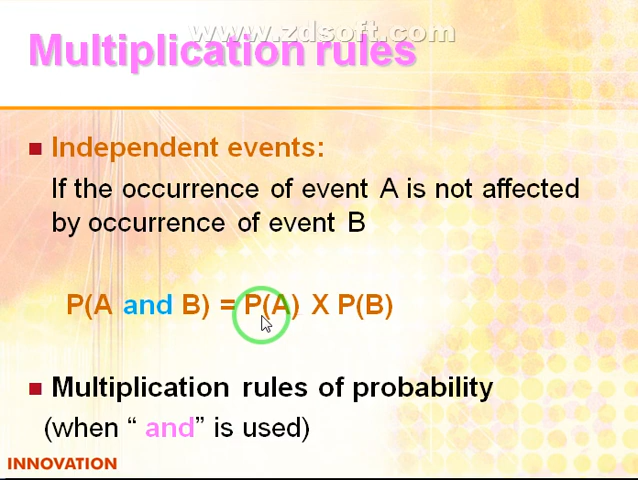 www.zdsoft.com
Multiplication rules
Independent events:
If the occurrence of event A is not affected
by occurrence of event B
P(A and B) = P(A) X P(B)
Multiplication rules of probability
(when “ and” is used)
INNOVATION